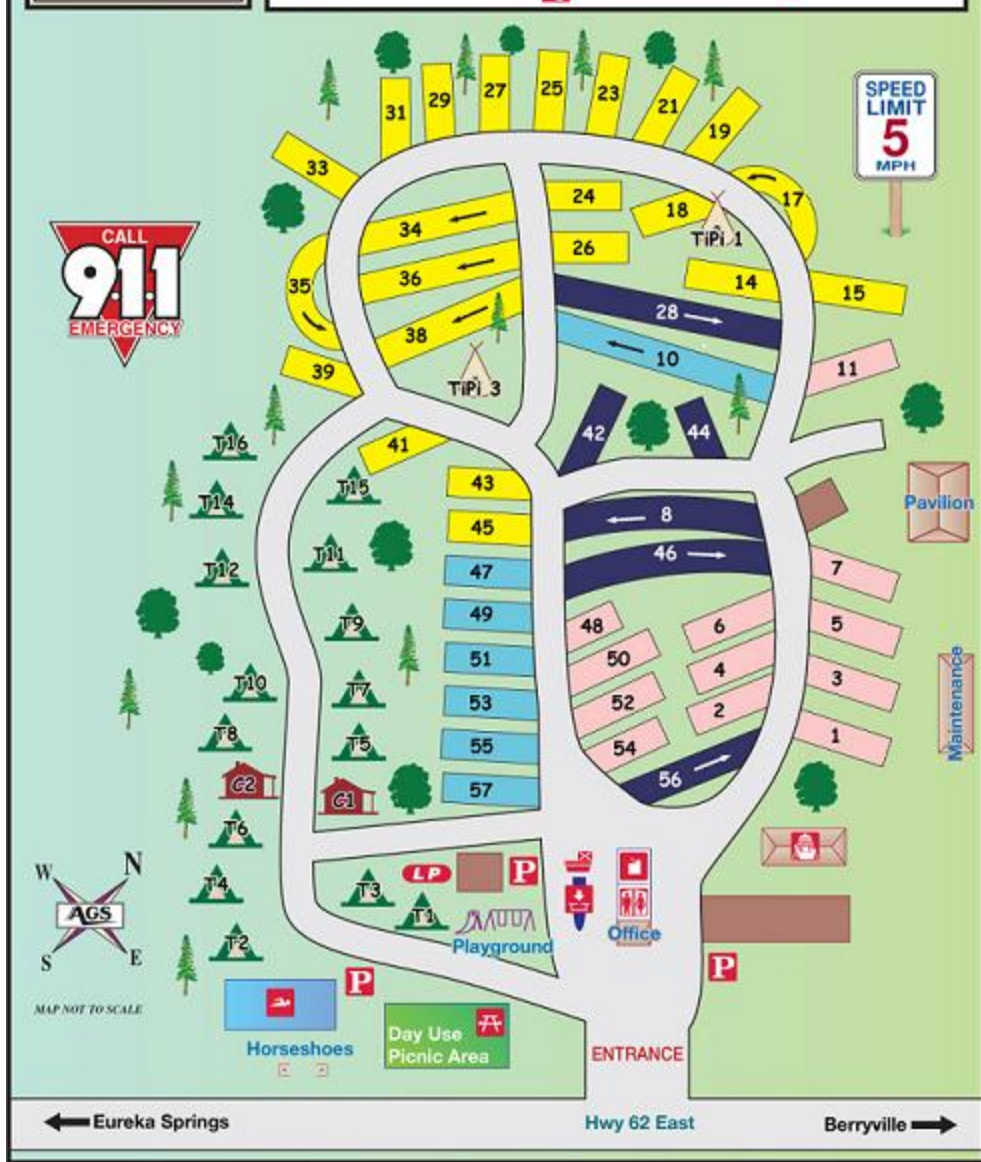 31
29
27
25
23
21
19
SPEED
LIMIT
5
MPH
33
24
18
17
TiPi 1
CALL
911
EMERGENCY
34
26
35
36
14
15
28
38
10
39
TiPi 3
11
T16
41
42
44
T15
43
T14
Pavilion
8
45
T11
46
T12
47
7
T9
49
48
6
5
51
50
4
3
T10
T7
53
52
2
Maintenance
T8
T5
55
54
1
C2
C1
57
56
T6
W
N
LP
P
T4
T3
AGS
T1
Playground
Office
T2
S
E
P
P
MAP NOT TO SCALE
Day Use
Picnic Area
Horseshoes
ENTRANCE
Eureka Springs
Hwy 62 East
Berryville